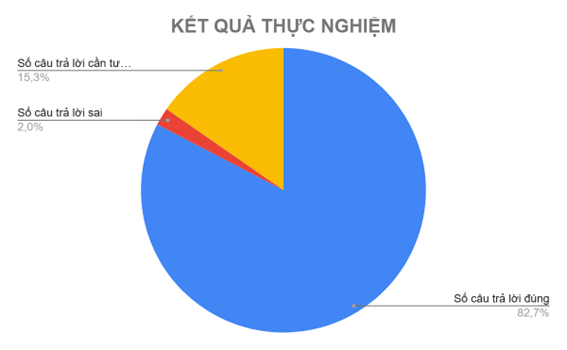 KẾT QUẢ THỰC NGHIỆM
Số câu trả lời cần tư…
15,3%
Số câu trả lời sai
2,0%
Số câu trả lời đúng
82,7%